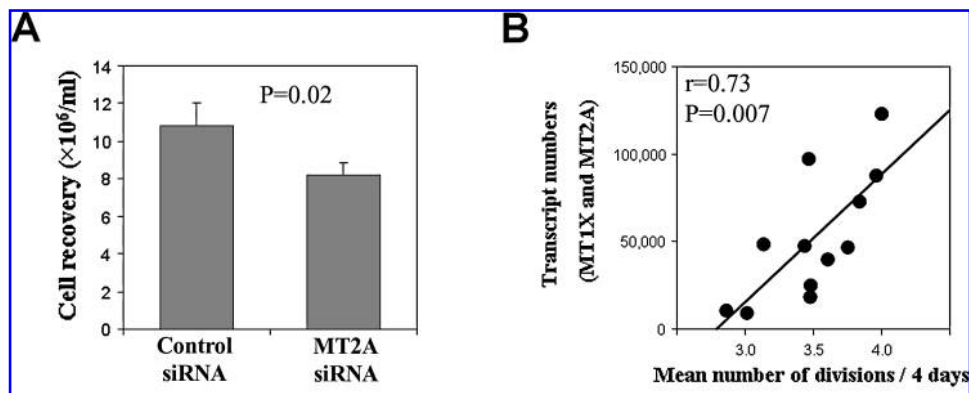 A
Cell recovery (×10⁶/ml)
14
12
10
8
6
4
2
0
P=0.02
Control
siRNA
MT2A
siRNA
B
Transcript numbers
(MT1X and MT2A)
150,000
100,000
50,000
0
r=0.73
P=0.007
3.0
3.5
4.0
Mean number of divisions / 4 days